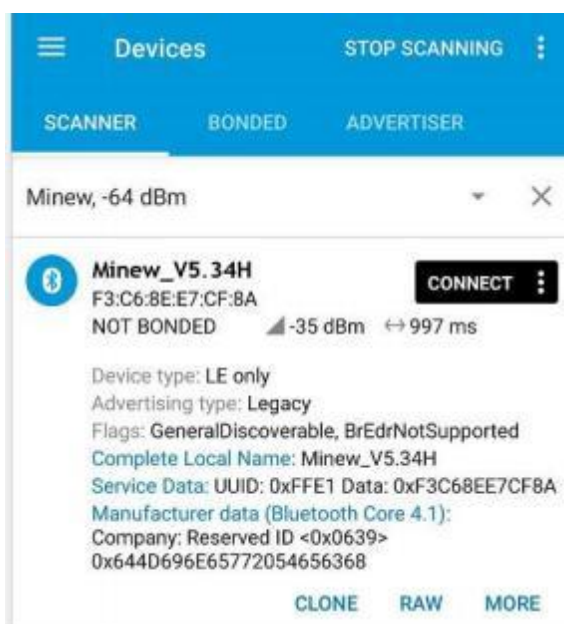 Devices STOP SCANNING
SCANNER BONDED ADVERTISER
Minew, -64 dBm
Minew_V5.34H
CONNECT
F3:C6:8E:E7:CF:8A
NOT BONDED -35 dBm 997 ms
Device type: LE only
Advertising type: Legacy
Flags: GeneralDiscoverable, BrEdrNotSupported
Complete Local Name: Minew_V5.34H
Service Data: UUID: 0xFFE1 Data: 0xF3C68EE7CF8A
Manufacturer data (Bluetooth Core 4.1):
Company: Reserved ID <0x0639>
0x644D696E65772054656368
CLONE RAW MORE